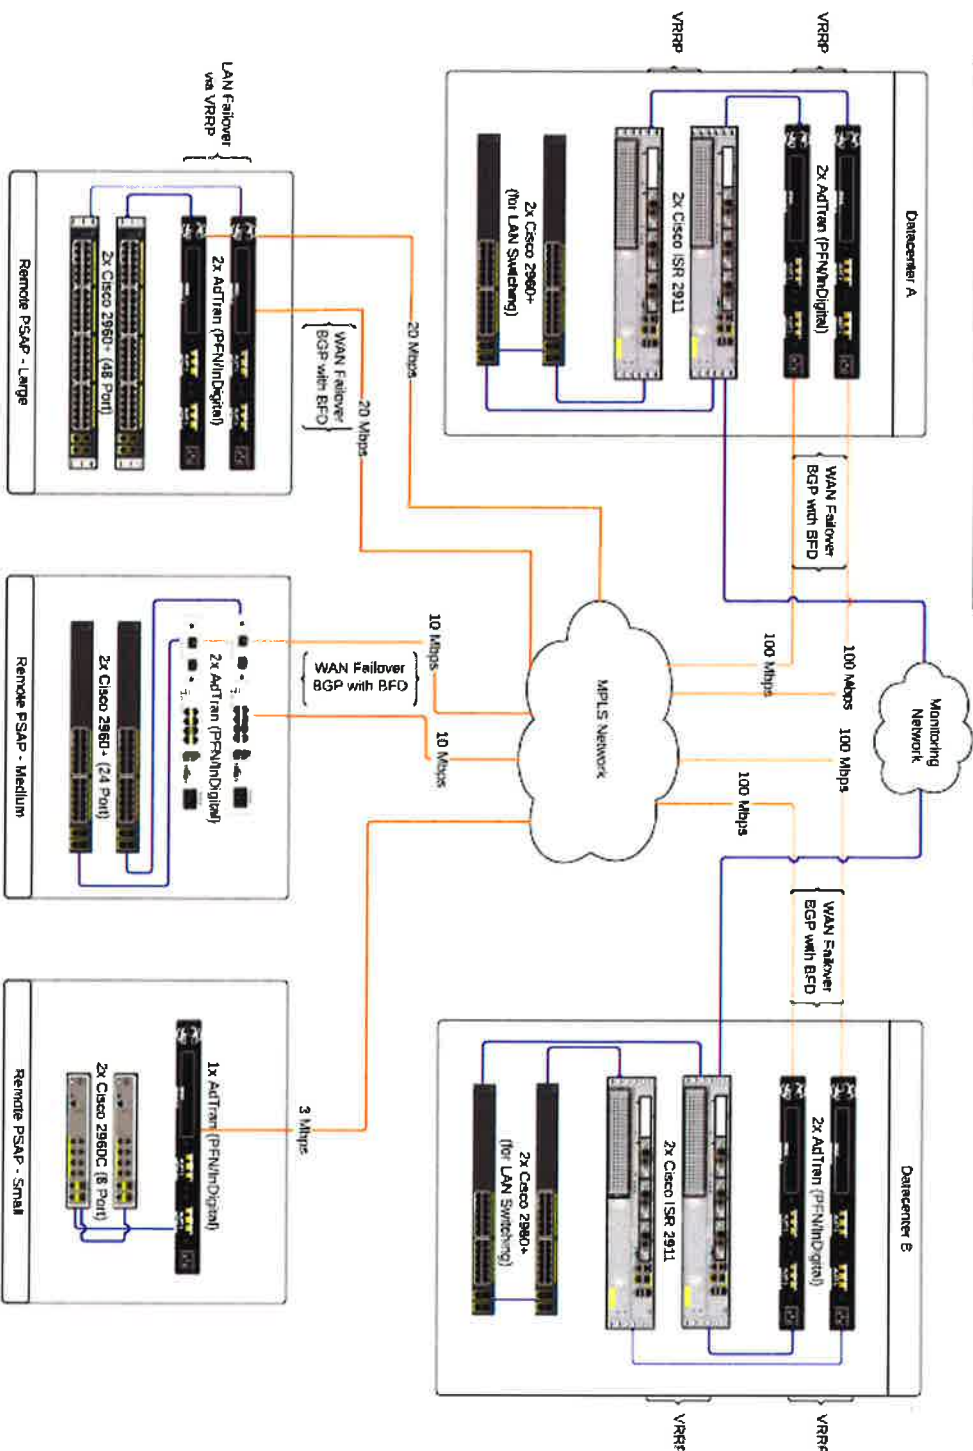 VRRP
VRRP
Datacenter A
2x AdTran (PFN/InDigital)
2x Cisco ISR 2911
2x Cisco 2960+
(for LAN Switching)
WAN Failover
BGP with BFD
100 Mbps
100 Mbps
Monitoring
Network
100 Mbps
100 Mbps
WAN Failover
BGP with BFD
Datacenter B
2x AdTran (PFN/InDigital)
2x Cisco ISR 2911
2x Cisco 2960+
(for LAN Switching)
VRRP
VRRP
MPLS Network
LAN Failover
via VRRP
20 Mbps
20 Mbps
WAN Failover
BGP with BFD
2x AdTran (PFN/InDigital)
2x Cisco 2960+ (48 Port)
Remote PSAP - Large
10 Mbps
WAN Failover
BGP with BFD
10 Mbps
2x AdTran (PFN/InDigital)
2x Cisco 2960+ (24 Port)
Remote PSAP - Medium
3 Mbps
1x AdTran (PFN/InDigital)
2x Cisco 2960C (8 Port)
Remote PSAP - Small